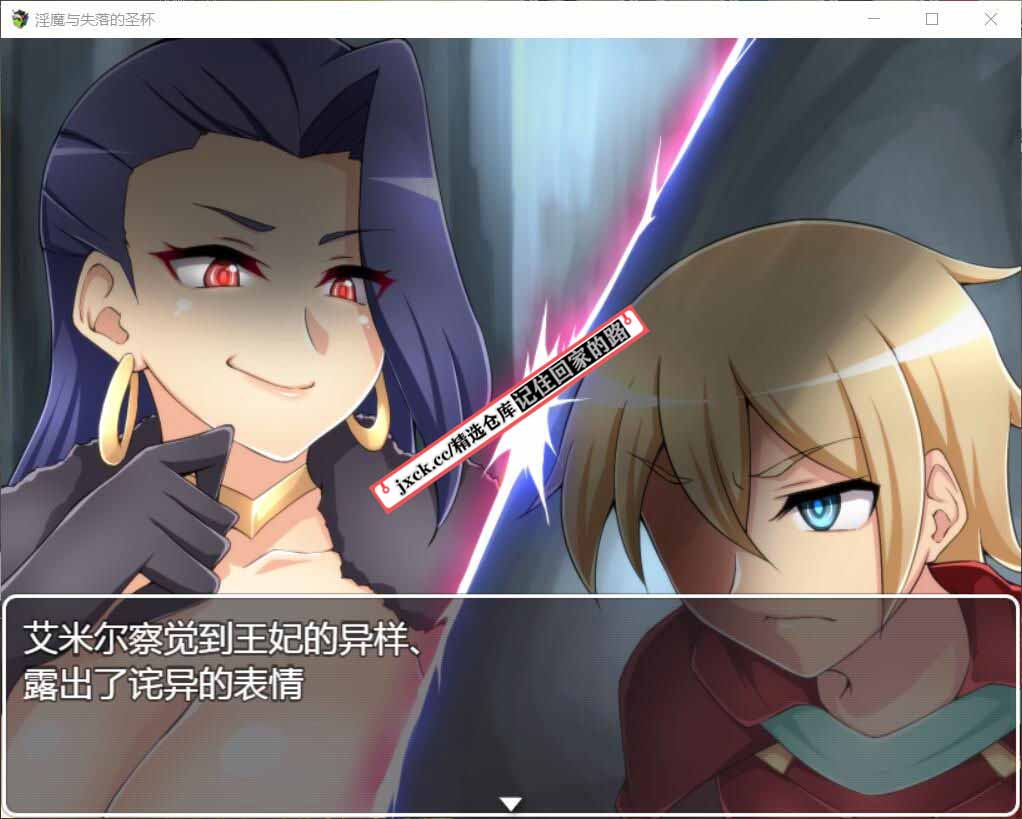 淫魔与失落的圣杯
jxck.cc/精选仓库记住回家的路
艾米尔察觉到王妃的异样、
露出了诧异的表情